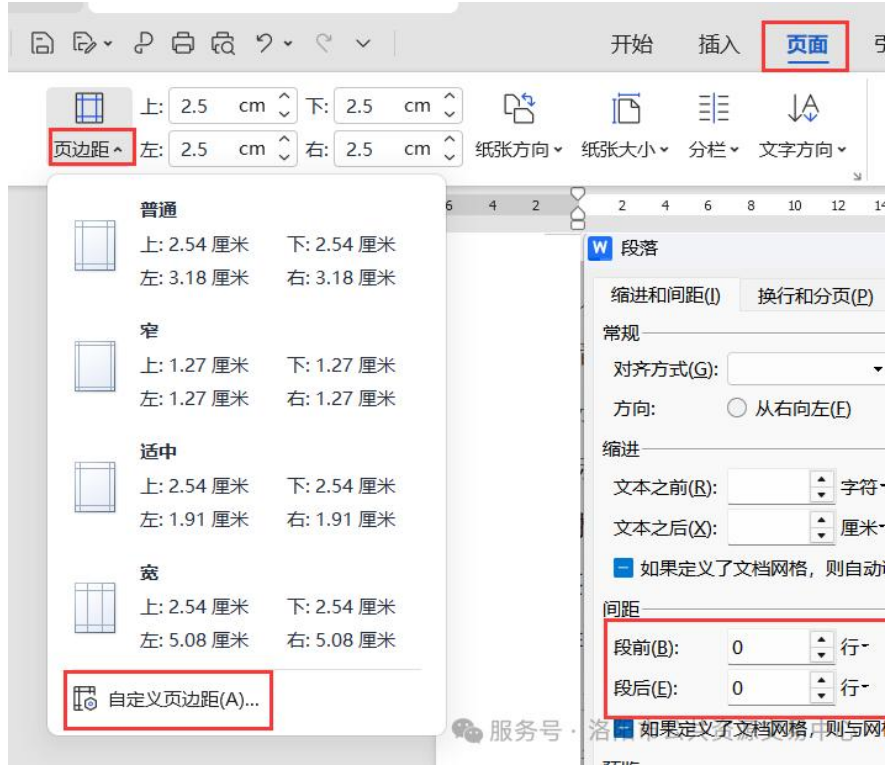 开始 插入 页面
上: 2.5 cm 下: 2.5 cm
页边距 左: 2.5 cm 右: 2.5 cm 纸张方向 纸张大小 分栏 文字方向
普通
上: 2.54 厘米 下: 2.54 厘米
左: 3.18 厘米 右: 3.18 厘米
窄
上: 1.27 厘米 下: 1.27 厘米
左: 1.27 厘米 右: 1.27 厘米
适中
上: 2.54 厘米 下: 2.54 厘米
左: 1.91 厘米 右: 1.91 厘米
宽
上: 2.54 厘米 下: 2.54 厘米
左: 5.08 厘米 右: 5.08 厘米
自定义页边距(A)...
6 4 2 2 4 6 8 10 12 14
W 段落
缩进和间距(I) 换行和分页(P)
常规
对齐方式(G):
方向: 从右向左(F)
缩进
文本之前(R): 字符
文本之后(X): 厘米
如果定义了文档网格，则自动
间距
段前(B): 0 行
段后(E): 0 行
如果定义了文档网格，则与网
服务号 · 洛阳市公共资源交易中心